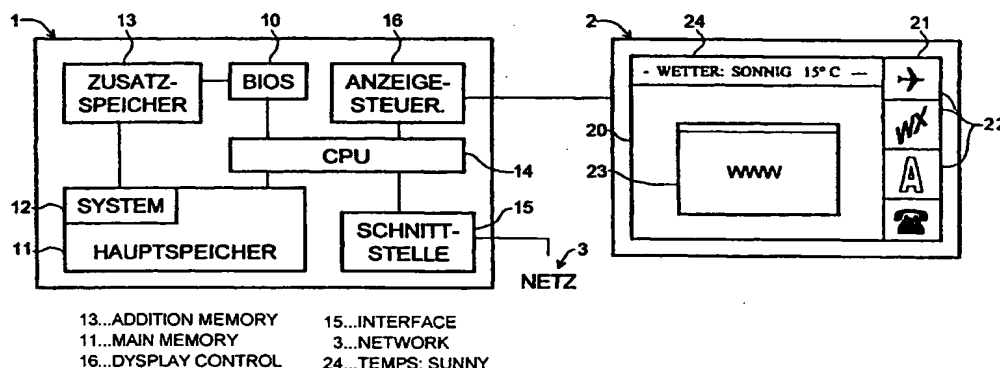 1
13
10
16
2
24
21
ZUSATZ-
SPEICHER
BIOS
ANZEIGE-
STEUER.
- WETTER: SONNIG 15° C —
20
WX
22
CPU
14
23
WWW
A
12
SYSTEM
15
11
HAUPTSPEICHER
SCHNITT-
STELLE
3
NETZ
13...ADDITION MEMORY
15...INTERFACE
11...MAIN MEMORY
3...NETWORK
16...DYSPLAY CONTROL
24...TEMPS: SUNNY